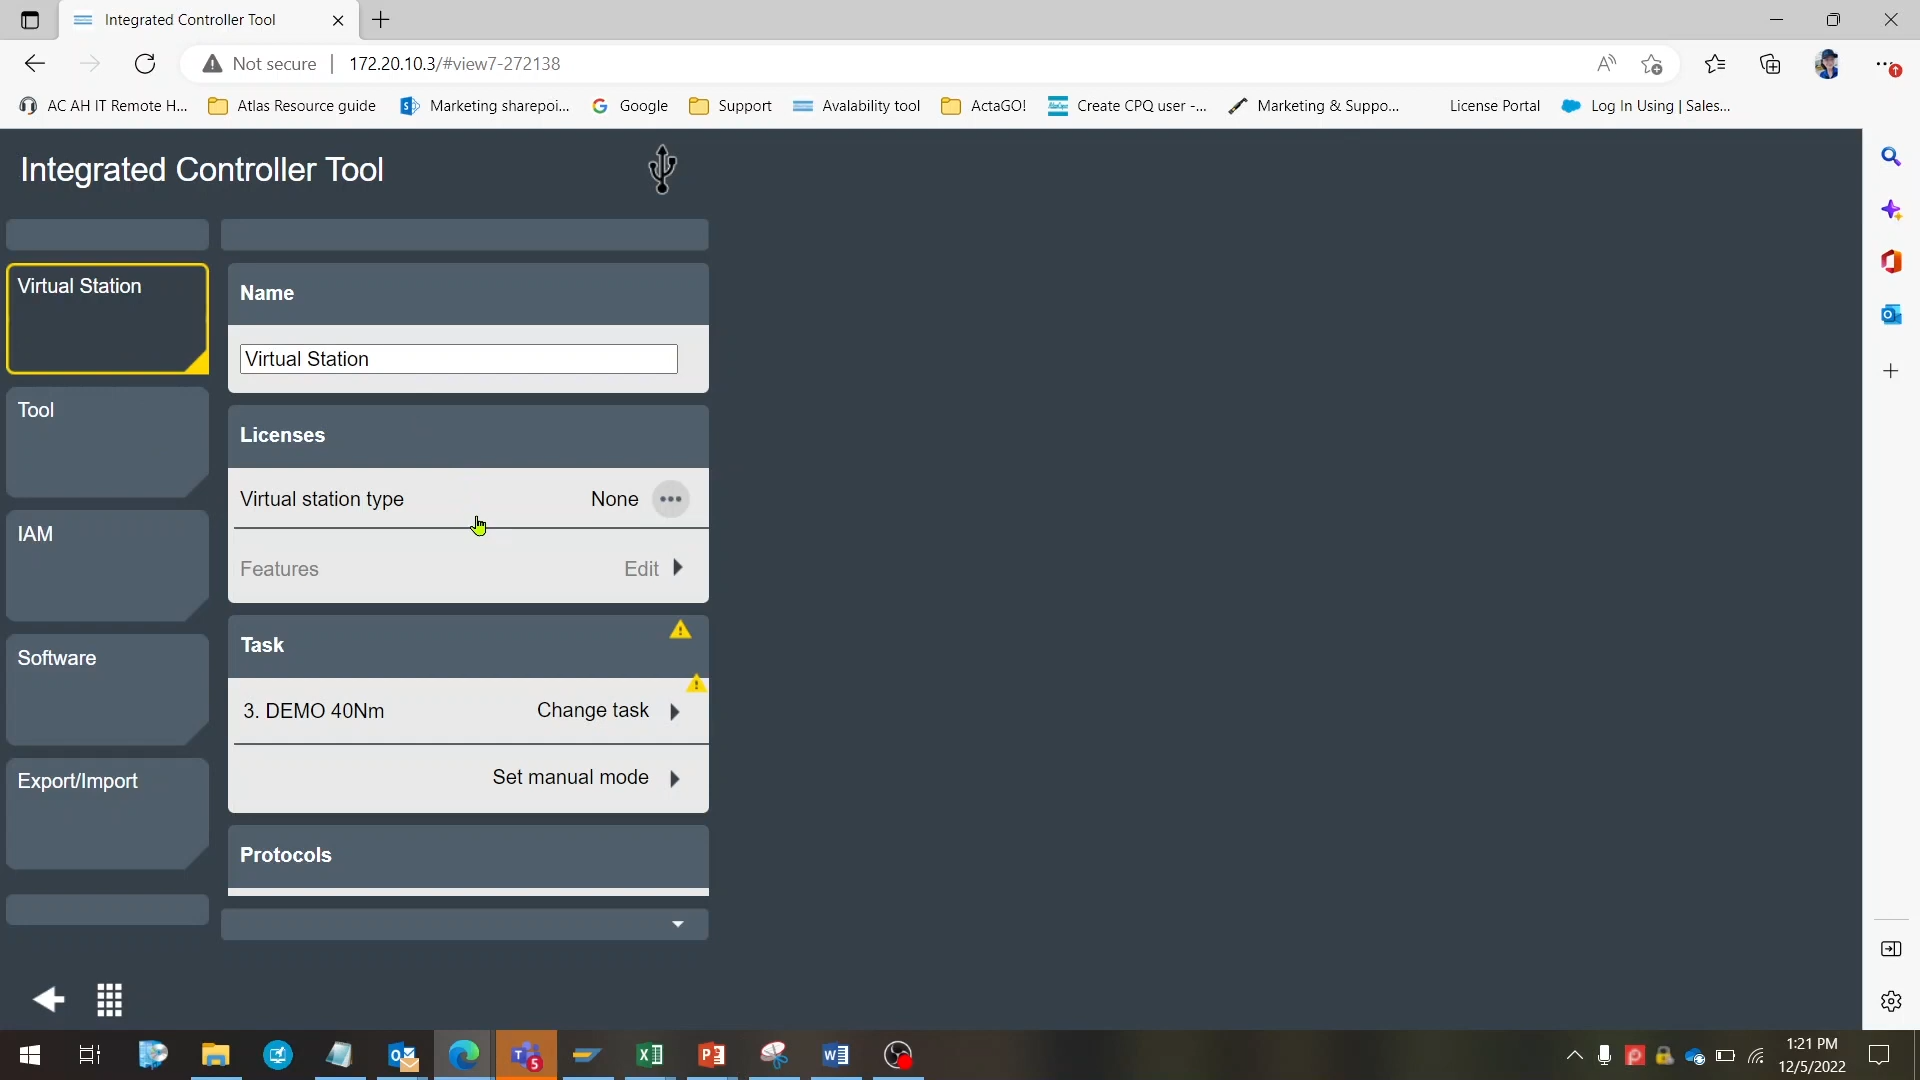 Integrated Controller Tool
Not secure
172.20.10.3/#view7-272138
AC AH IT Remote H...
Atlas Resource guide
Marketing sharepoi...
Google
Support
Avalability tool
ActaGO!
Create CPQ user -...
Marketing & Suppo...
License Portal
Log In Using | Sales...
Integrated Controller Tool
Virtual Station
Tool
IAM
Software
Export/Import
Name
Virtual Station
Licenses
Virtual station type
None
Features
Edit
Task
3. DEMO 40Nm
Change task
Set manual mode
Protocols
5
1:21 PM
12/5/2022